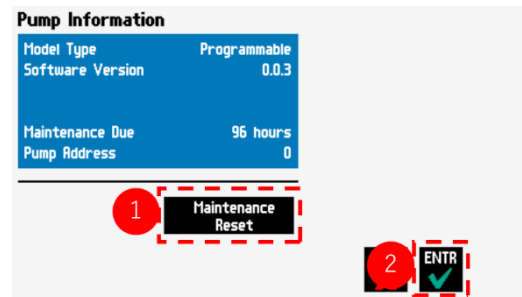 Pump Information
Model Type Programmable
Software Version 0.0.3
Maintenance Due 96 hours
Pump Address 0
1
Maintenance
Reset
2
ENTR